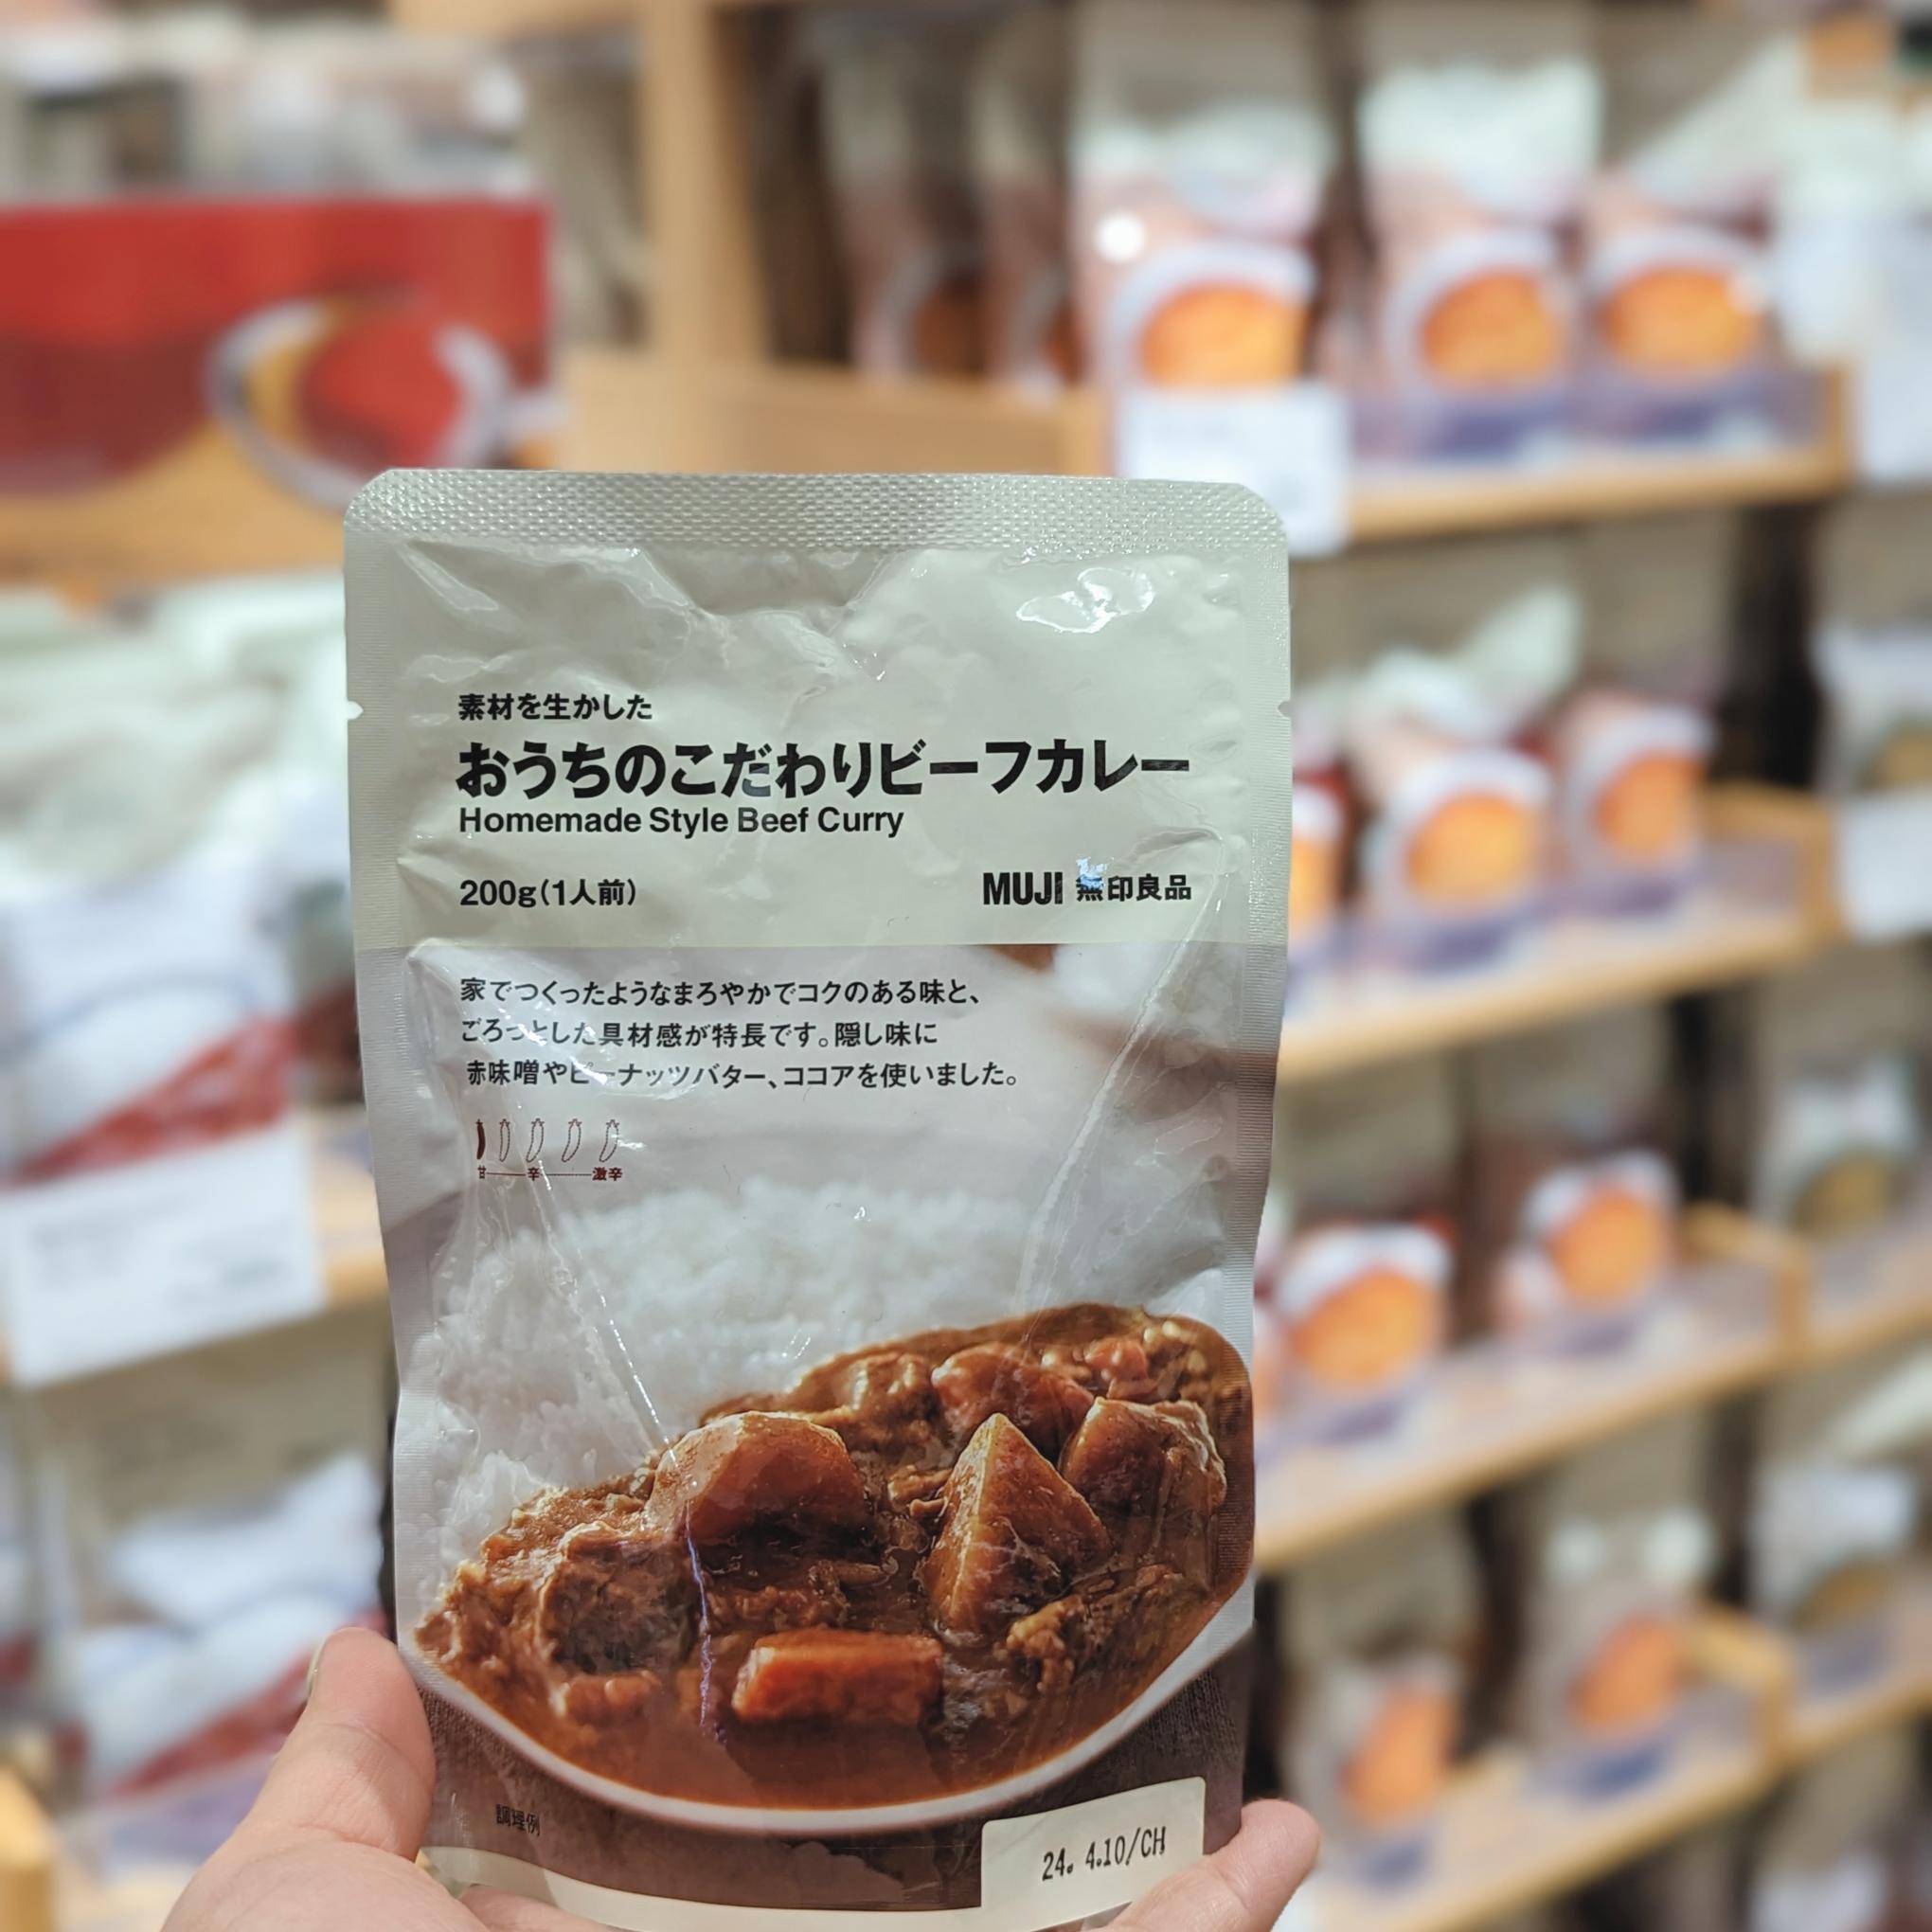 素材を生かした
おうちのこだわりビーフカレー
Homemade Style Beef Curry
200g(1人前)
MUJI 無印良品
家でつくったようなまろやかでコクのある味と、
ごろっとした具材感が特長です。隠し味に
赤味噌やピーナッツバター、ココアを使いました。
甘 辛 激辛
調理例
24. 4.10/CH